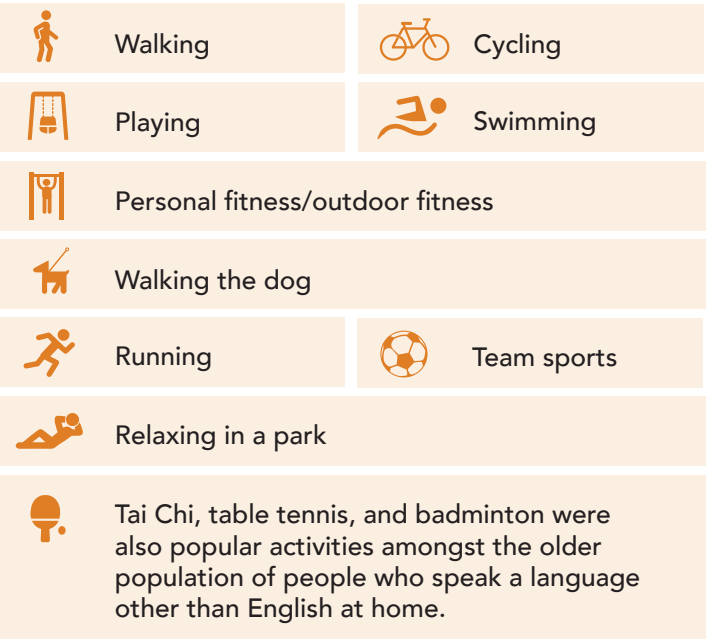 Walking
Cycling
Playing
Swimming
Personal fitness/outdoor fitness
Walking the dog
Running
Team sports
Relaxing in a park
Tai Chi, table tennis, and badminton were
also popular activities amongst the older
population of people who speak a language
other than English at home.